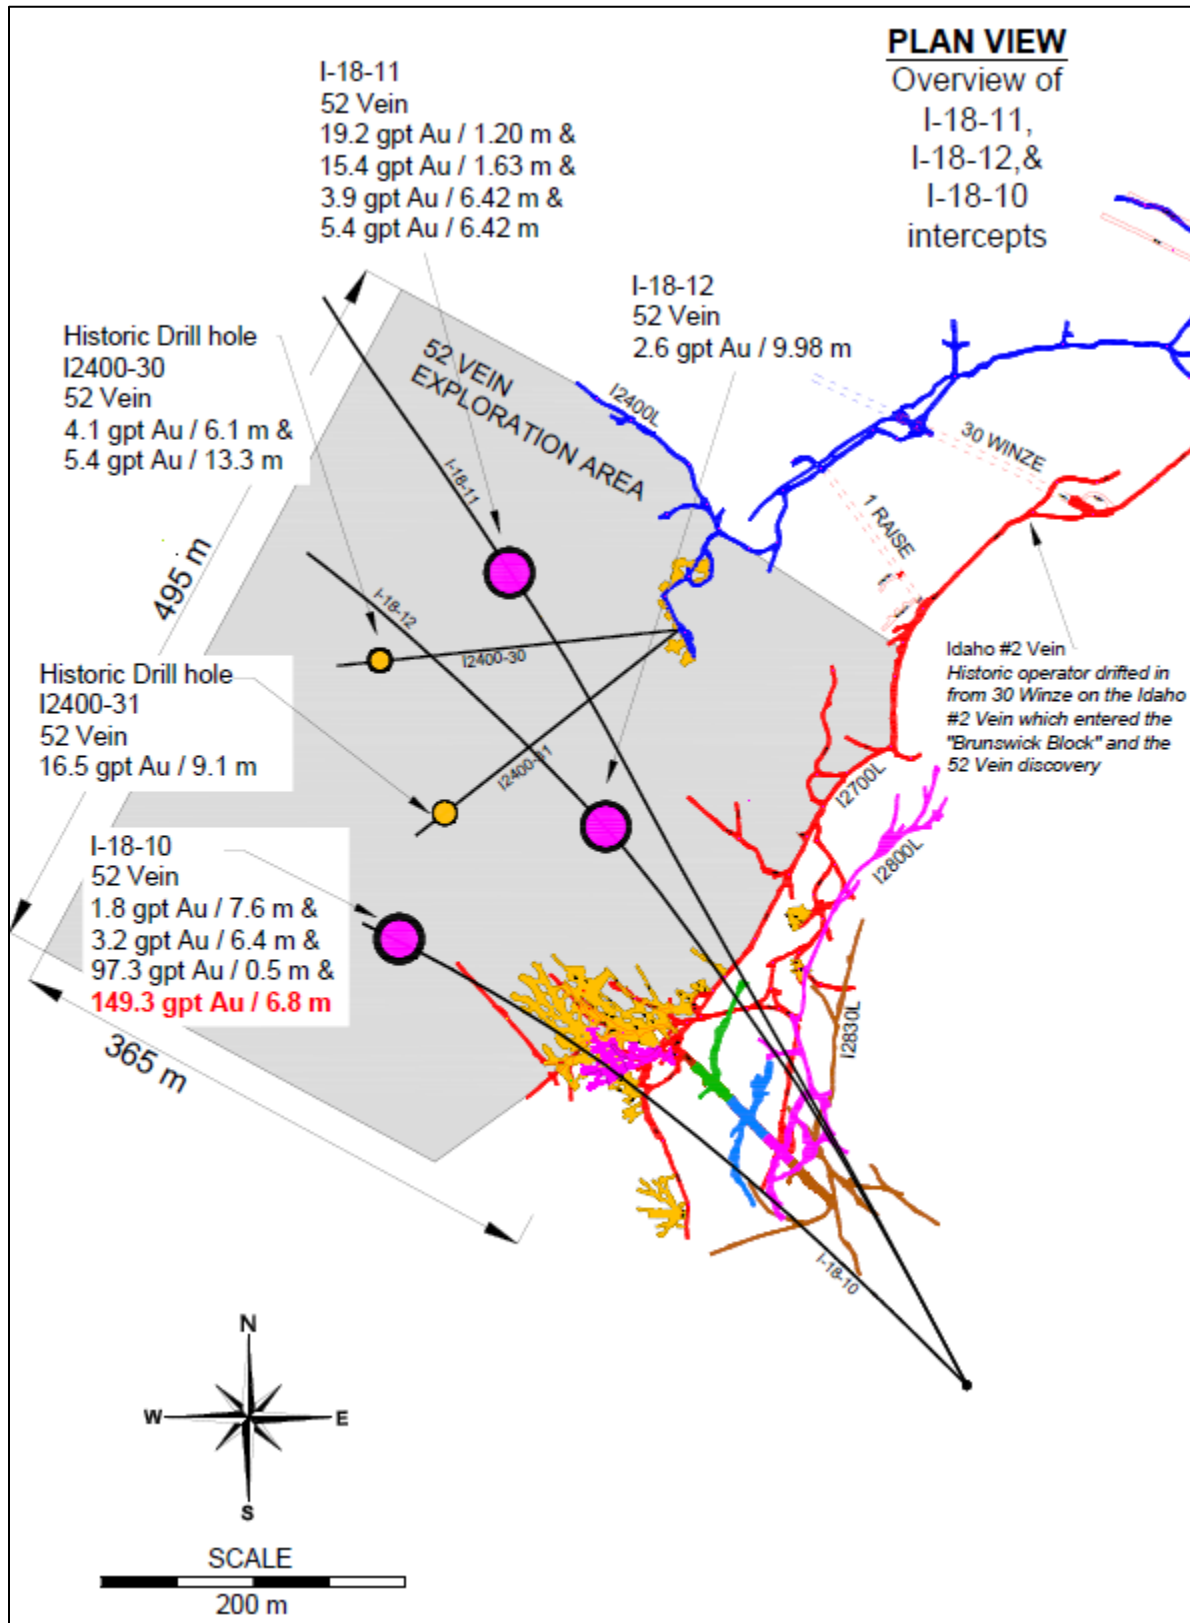 PLAN VIEW
Overview of
I-18-11,
I-18-12,&
I-18-10
intercepts
I-18-11
52 Vein
19.2 gpt Au / 1.20 m &
15.4 gpt Au / 1.63 m &
3.9 gpt Au / 6.42 m &
5.4 gpt Au / 6.42 m
I-18-12
52 Vein
2.6 gpt Au / 9.98 m
Historic Drill hole
I2400-30
52 Vein
4.1 gpt Au / 6.1 m &
5.4 gpt Au / 13.3 m
52 VEIN
EXPLORATION AREA
I2400L
30 WINZE
1 RAISE
I-18-11
495 m
I-18-12
I2400-30
Historic Drill hole
I2400-31
52 Vein
16.5 gpt Au / 9.1 m
I2400-31
Idaho #2 Vein
Historic operator drifted in
from 30 Winze on the Idaho
#2 Vein which entered the
"Brunswick Block" and the
52 Vein discovery
I2700L
I2800L
I-18-10
52 Vein
1.8 gpt Au / 7.6 m &
3.2 gpt Au / 6.4 m &
97.3 gpt Au / 0.5 m &
149.3 gpt Au / 6.8 m
I2830L
365 m
I-18-10
N
W
E
S
SCALE
200 m